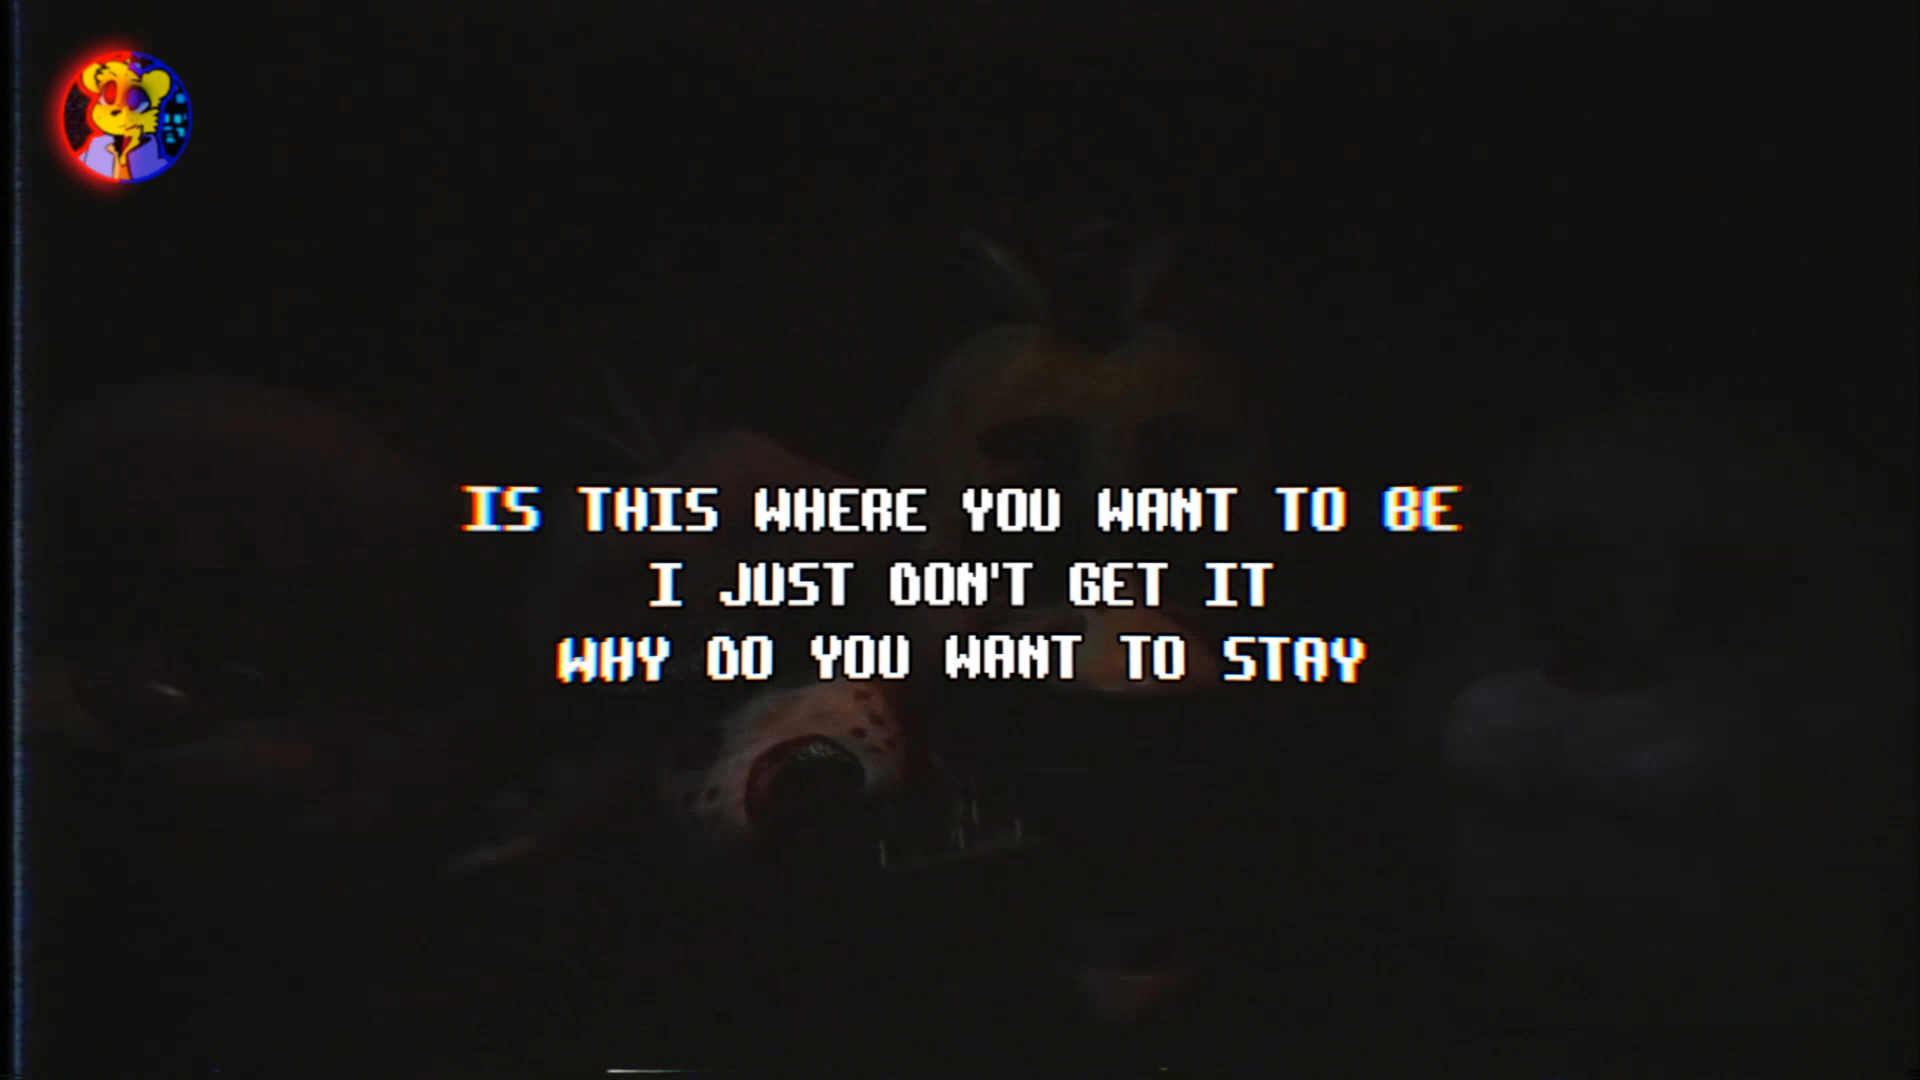 IS THIS WHERE YOU WANT TO BE
I JUST DON'T GET IT
WHY DO YOU WANT TO STAY